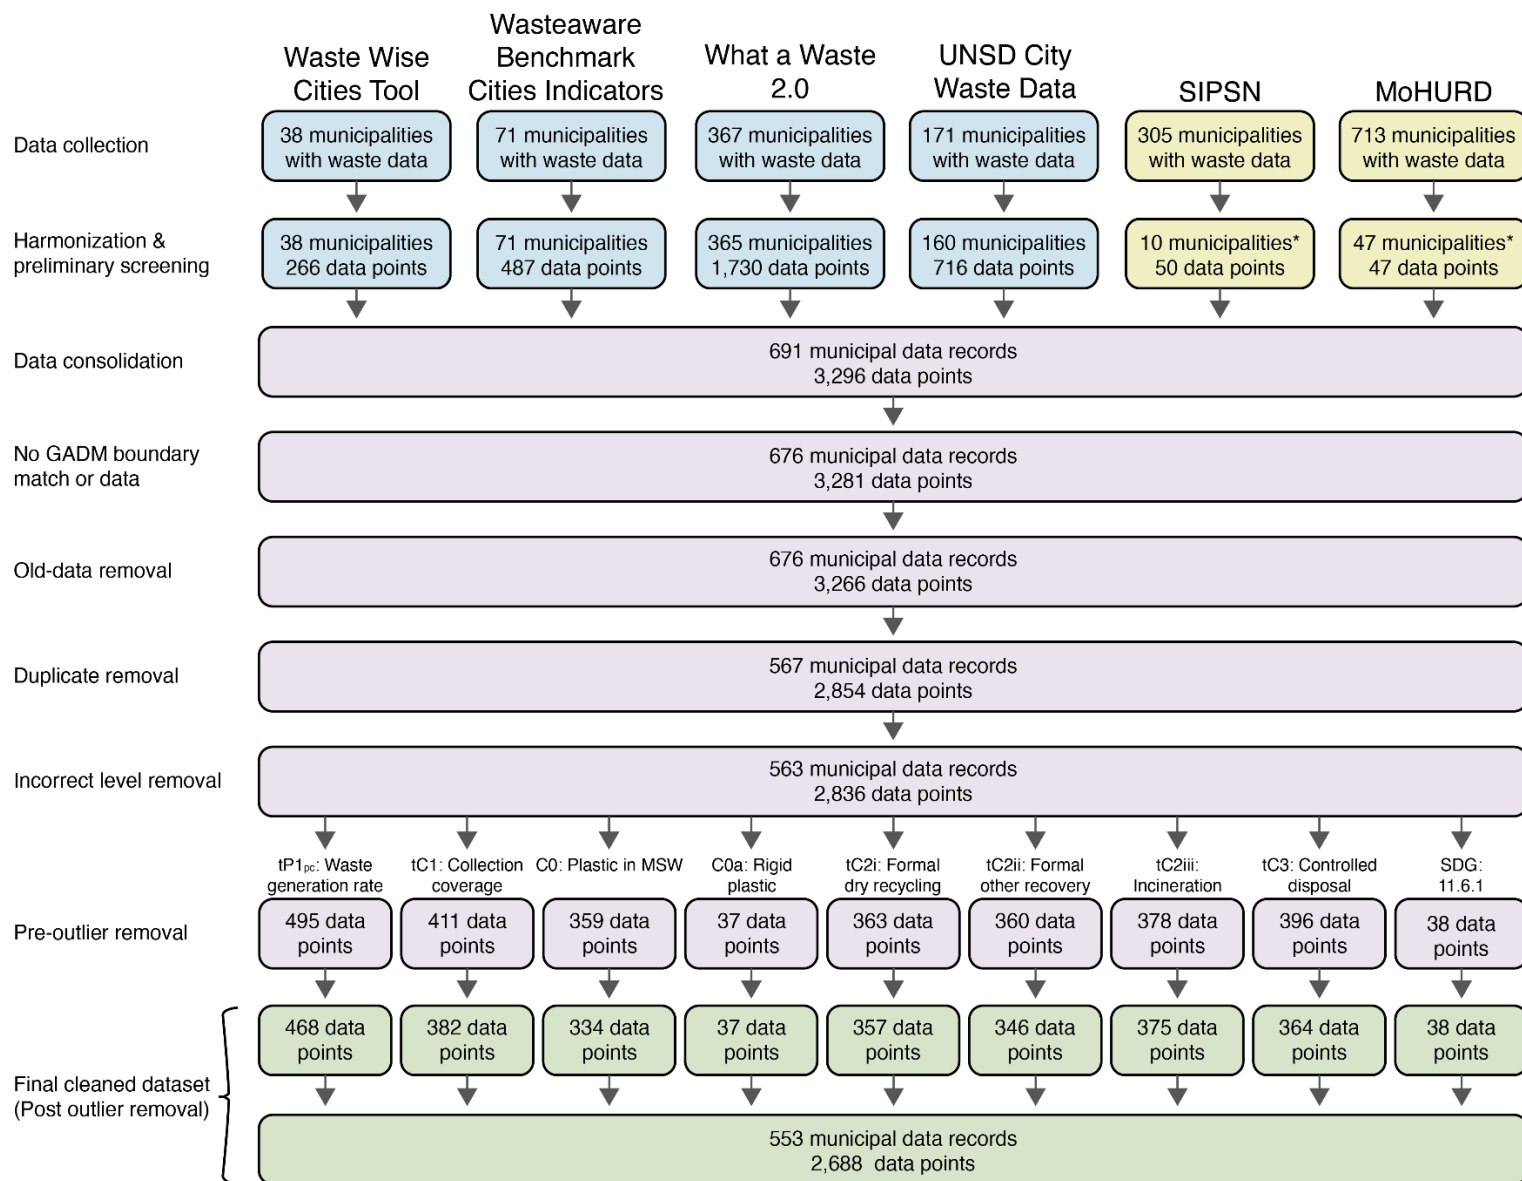 Waste Wise
Cities Tool
Wasteaware
Benchmark
Cities Indicators
What a Waste
2.0
UNSD City
Waste Data
SIPSN
MoHURD
Data collection
38 municipalities
with waste data
71 municipalities
with waste data
367 municipalities
with waste data
171 municipalities
with waste data
305 municipalities
with waste data
713 municipalities
with waste data
Harmonization &
preliminary screening
38 municipalities
266 data points
71 municipalities
487 data points
365 municipalities
1,730 data points
160 municipalities
716 data points
10 municipalities*
50 data points
47 municipalities*
47 data points
Data consolidation
691 municipal data records
3,296 data points
No GADM boundary
match or data
676 municipal data records
3,281 data points
Old-data removal
676 municipal data records
3,266 data points
Duplicate removal
567 municipal data records
2,854 data points
Incorrect level removal
563 municipal data records
2,836 data points
tP1pc: Waste
generation rate
tC1: Collection
coverage
C0: Plastic in MSW
C0a: Rigid
plastic
tC2i: Formal
dry recycling
tC2ii: Formal
other recovery
tC2iii:
Incineration
tC3: Controlled
disposal
SDG:
11.6.1
Pre-outlier removal
495 data
points
411 data
points
359 data
points
37 data
points
363 data
points
360 data
points
378 data
points
396 data
points
38 data
points
Final cleaned dataset
(Post outlier removal)
468 data
points
382 data
points
334 data
points
37 data
points
357 data
points
346 data
points
375 data
points
364 data
points
38 data
points
553 municipal data records
2,688 data points